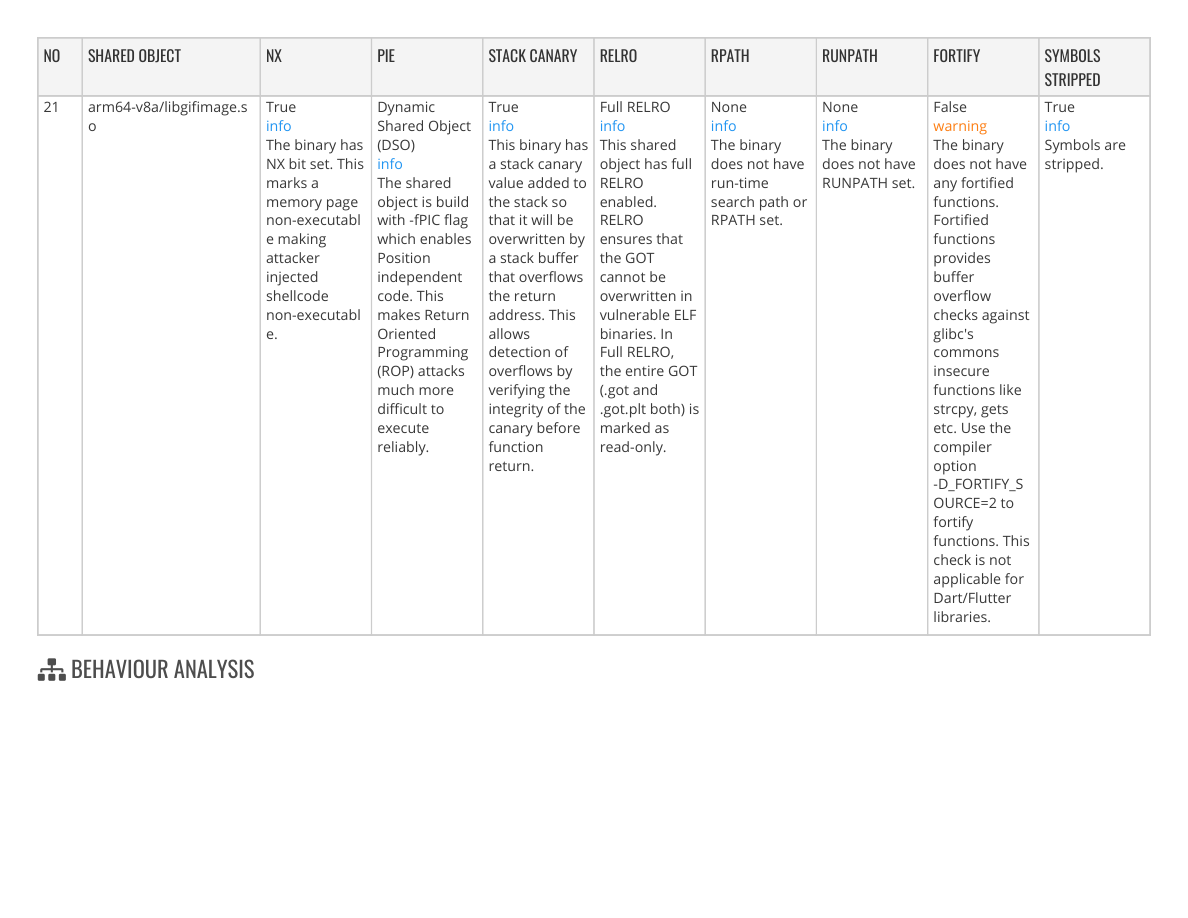 NO
SHARED OBJECT
NX
PIE
STACK CANARY
RELRO
RPATH
RUNPATH
FORTIFY
SYMBOLS
STRIPPED
21
arm64-v8a/libgifimage.s
o
True
info
The binary has
NX bit set. This
marks a
memory page
non-executabl
e making
attacker
injected
shellcode
non-executabl
e.
Dynamic
Shared Object
(DSO)
info
The shared
object is build
with -fPIC flag
which enables
Position
independent
code. This
makes Return
Oriented
Programming
(ROP) attacks
much more
difficult to
execute
reliably.
True
info
This binary has
a stack canary
value added to
the stack so
that it will be
overwritten by
a stack buffer
that overflows
the return
address. This
allows
detection of
overflows by
verifying the
integrity of the
canary before
function
return.
Full RELRO
info
This shared
object has full
RELRO
enabled.
RELRO
ensures that
the GOT
cannot be
overwritten in
vulnerable ELF
binaries. In
Full RELRO,
the entire GOT
(.got and
.got.plt both) is
marked as
read-only.
None
info
The binary
does not have
run-time
search path or
RPATH set.
None
info
The binary
does not have
RUNPATH set.
False
warning
The binary
does not have
any fortified
functions.
Fortified
functions
provides
buffer
overflow
checks against
glibc's
commons
insecure
functions like
strcpy, gets
etc. Use the
compiler
option
-D_FORTIFY_S
OURCE=2 to
fortify
functions. This
check is not
applicable for
Dart/Flutter
libraries.
True
info
Symbols are
stripped.
BEHAVIOUR ANALYSIS